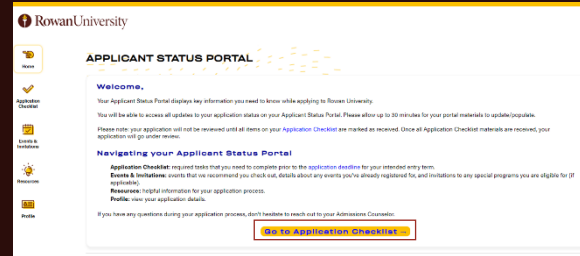 Rowan University
Home
APPLICANT STATUS PORTAL
Welcome,
Application
Checklist
Your Applicant Status Portal displays key information you need to know while applying to Rowan University.
You will be able to access all updates to your application status on your Applicant Status Portal. Please allow up to 30 minutes for your portal materials to update/populate.
Please note: your application will not be reviewed until all items on your Application Checklist are marked as received. Once all Application Checklist materials are received, your
application will go under review.
Events &
Invitations
Navigating your Applicant Status Portal
Application Checklist: required tasks that you need to complete prior to the application deadline for your intended entry term.
Events & Invitations: events that we recommend you check out, details about any events you've already registered for, and invitations to any special programs you are eligible for (if
applicable).
Resources: helpful information for your application process.
Profile: view your application details.
Resources
If you have any questions during your application process, don't hesitate to reach out to your Admissions Counselor.
Profile
Go to Application Checklist →